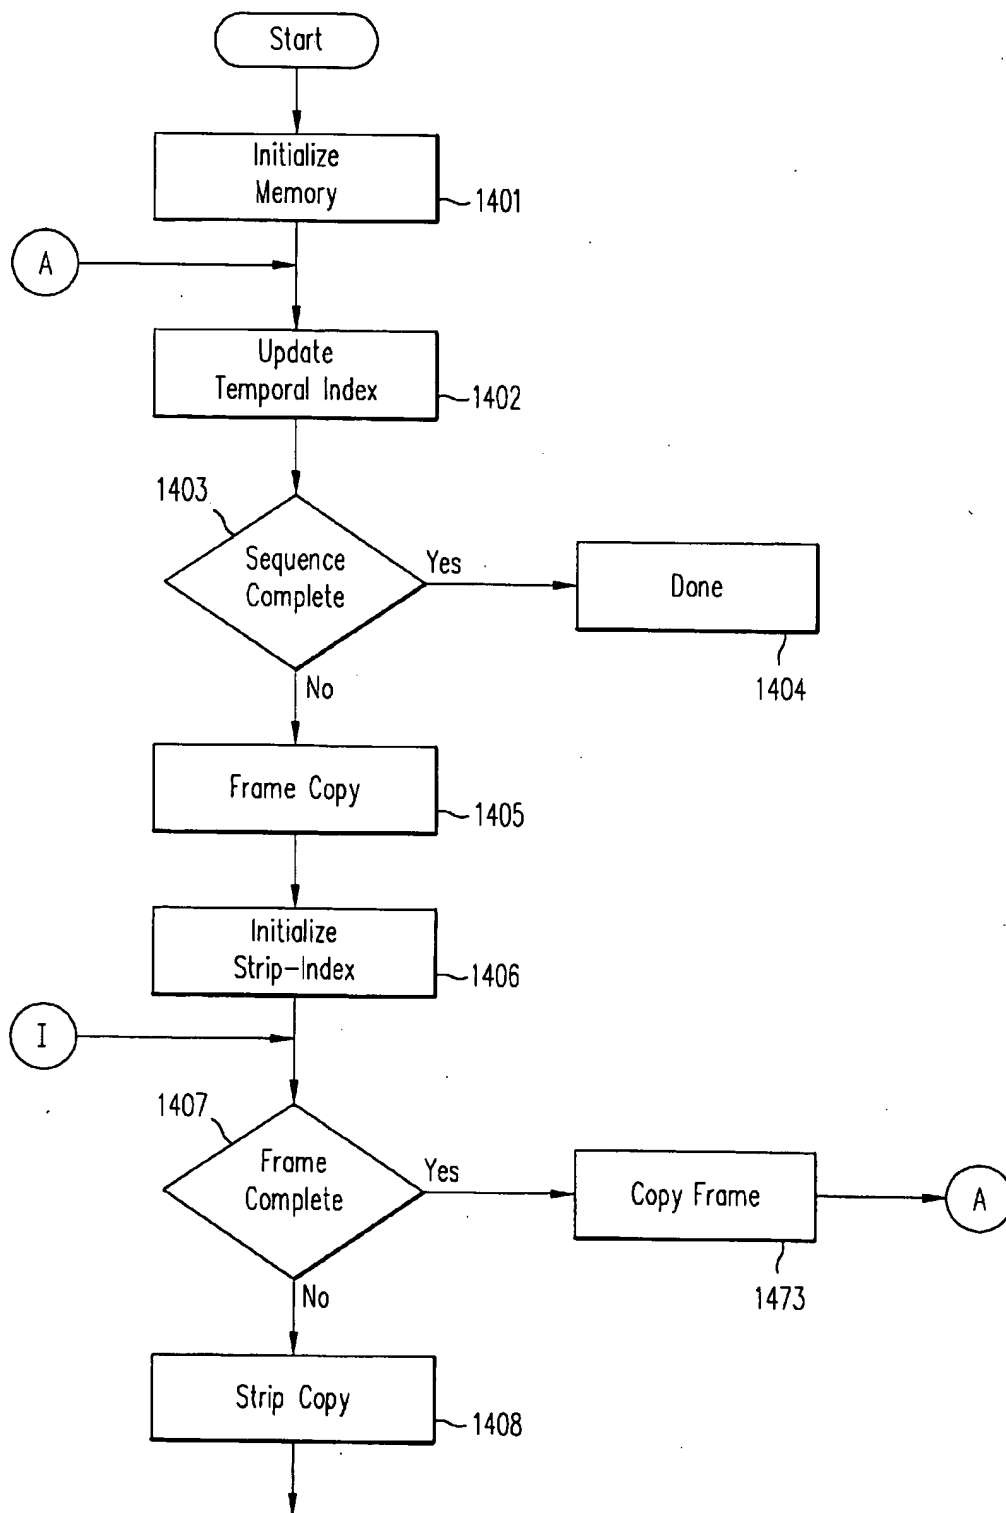 Start
Initialize
Memory
1401
A
Update
Temporal Index
1402
1403
Sequence
Complete
Yes
Done
1404
No
Frame Copy
1405
Initialize
Strip-Index
1406
I
1407
Frame
Complete
Yes
Copy Frame
A
1473
No
Strip Copy
1408